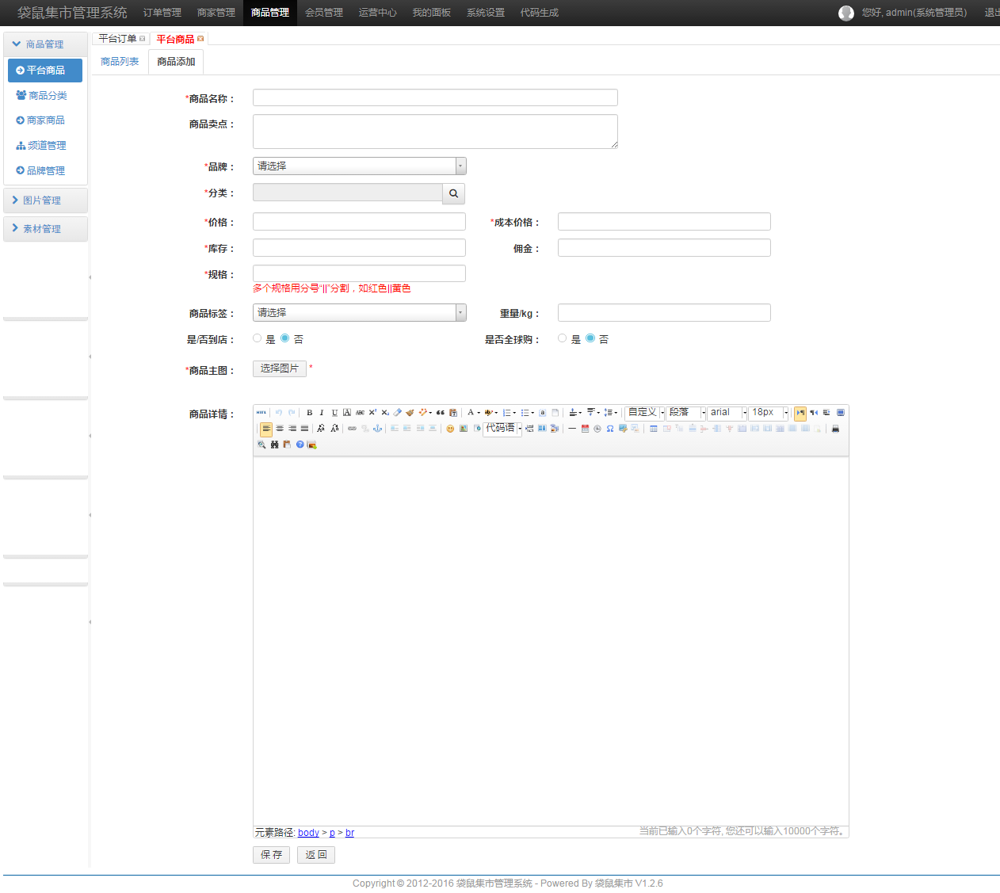 袋鼠集市管理系统 订单管理 商家管理 商品管理 会员管理 运营中心 我的面板 系统设置 代码生成 您好, admin(系统管理员)
商品管理
平台商品
商品分类
商家商品
频道管理
品牌管理
图片管理
素材管理
平台订单 平台商品
商品列表 商品添加
*商品名称：
商品卖点：
*品牌： 请选择
*分类：
*价格： *成本价格：
*库存： 佣金：
*规格：
多个规格用分号“||”分割，如红色||黄色
商品标签： 请选择 重量/kg：
是/否到店： 是 否 是否全球购： 是 否
*商品主图： 选择图片 *
商品详情：
HTML B I U A ABC 自定义 段落 arial 18px
代码语
元素路径: body > p > br 当前已输入0个字符, 您还可以输入10000个字符。
保 存 返 回
Copyright © 2012-2016 袋鼠集市管理系统 - Powered By 袋鼠集市 V1.2.6